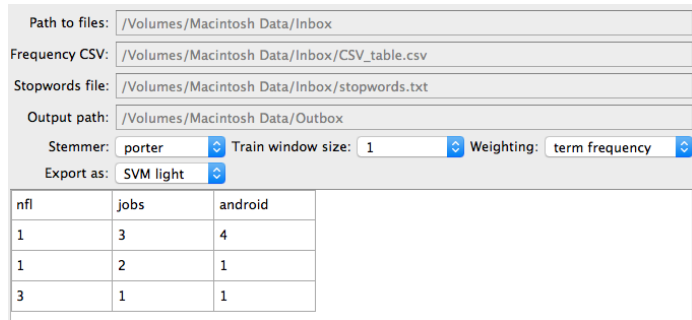 Path to files: /Volumes/Macintosh Data/Inbox
Frequency CSV: /Volumes/Macintosh Data/Inbox/CSV_table.csv
Stopwords file: /Volumes/Macintosh Data/Inbox/stopwords.txt
Output path: /Volumes/Macintosh Data/Outbox
Stemmer: porter Train window size: 1 Weighting: term frequency
Export as: SVM light
nfl jobs android
1 3 4
1 2 1
3 1 1